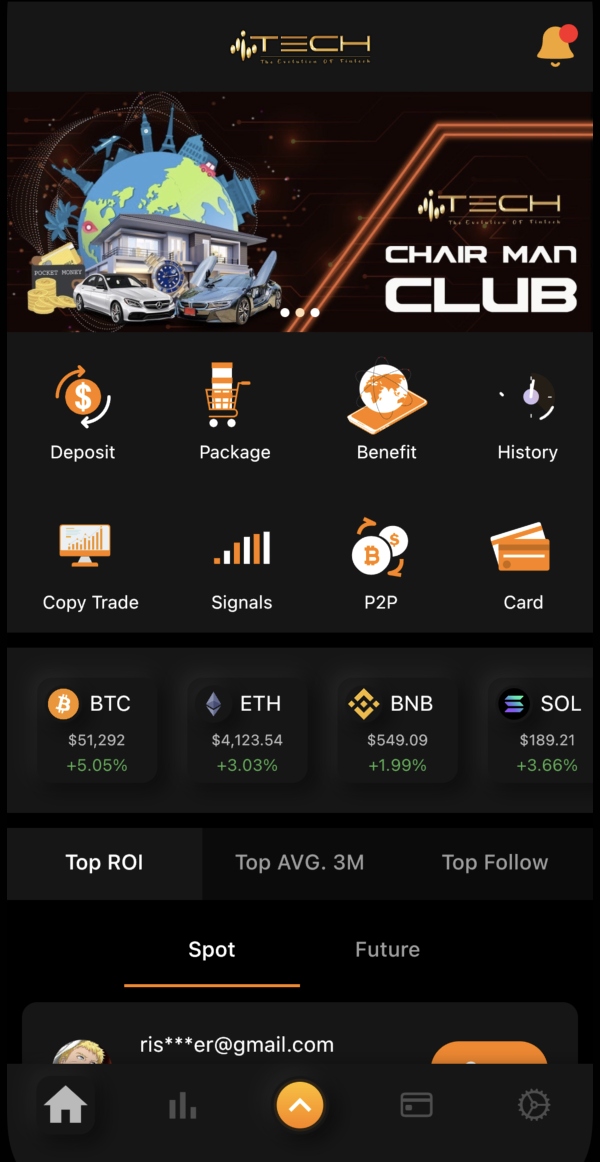 TECH
The Evolution OF Fintech
TECH
The Evolution OF Fintech
CHAIR MAN
CLUB
POCKET MONEY
Deposit
Package
Benefit
History
Copy Trade
Signals
P2P
Card
BTC
ETH
BNB
SOL
$51,292
$4,123.54
$549.09
$189.21
+5.05%
+3.03%
+1.99%
+3.66%
Top ROI
Top AVG. 3M
Top Follow
Spot
Future
ris***er@gmail.com